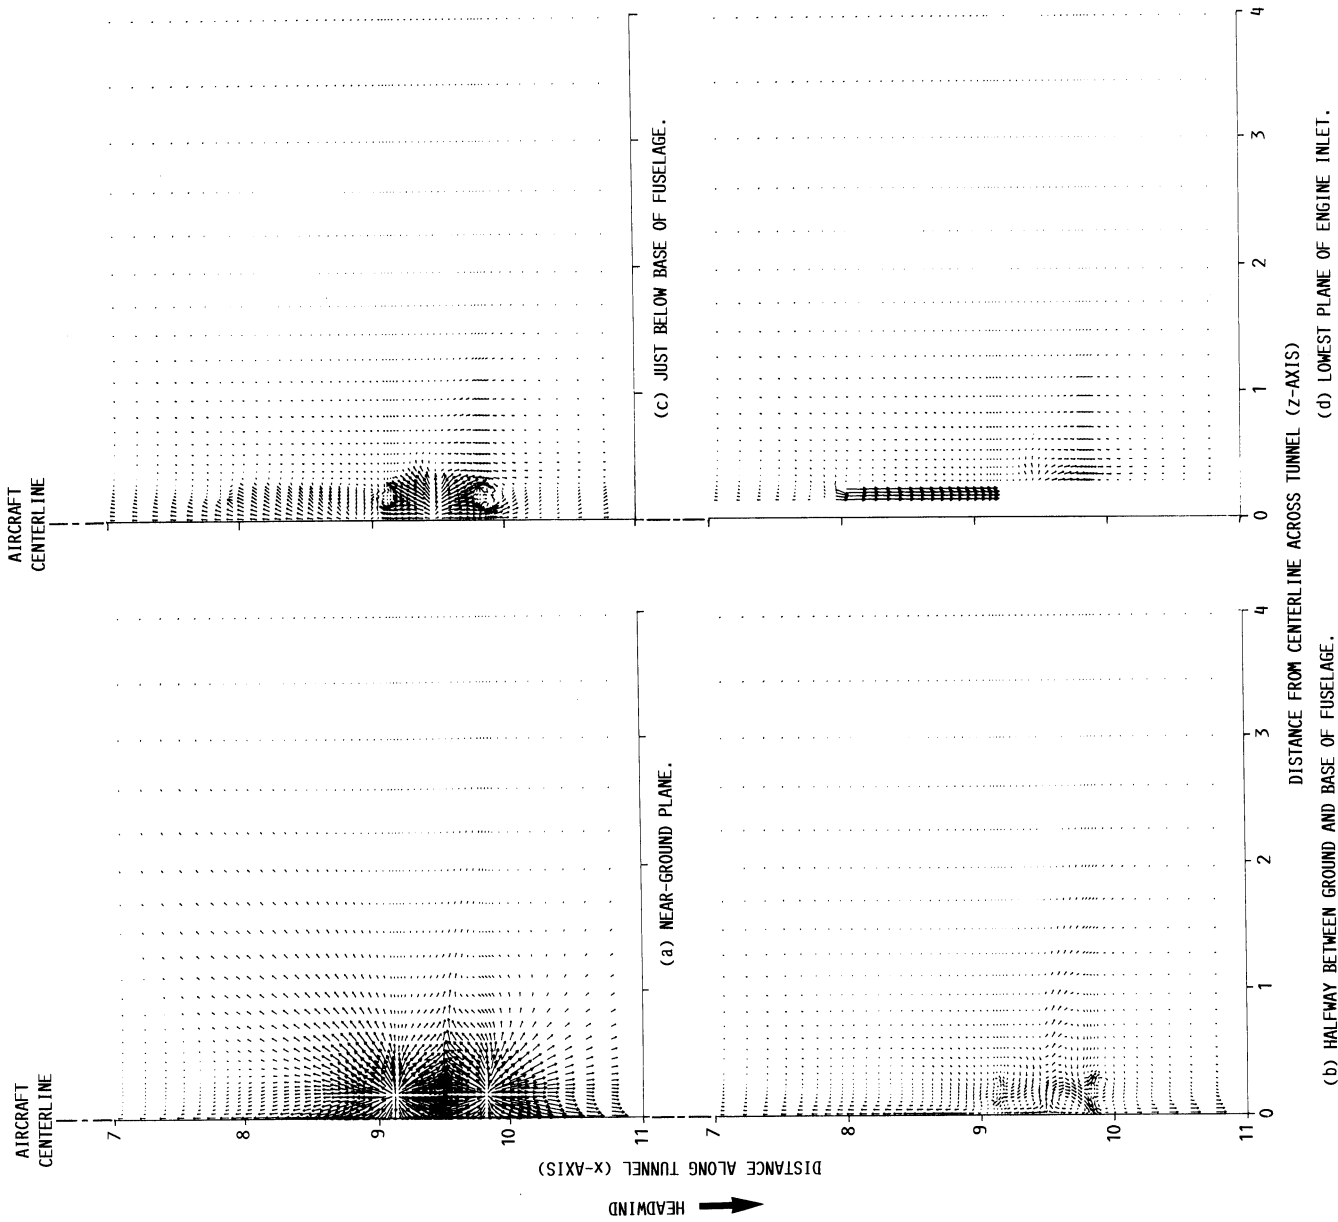 AIRCRAFT
CENTERLINE
7
8
9
10
11
(a) NEAR-GROUND PLANE.
AIRCRAFT
CENTERLINE
(c) JUST BELOW BASE OF FUSELAGE.
HEADWIND
DISTANCE ALONG TUNNEL (x-AXIS)
7
8
9
10
11
0
1
2
3
4
(b) HALFWAY BETWEEN GROUND AND BASE OF FUSELAGE.
0
1
2
3
4
DISTANCE FROM CENTERLINE ACROSS TUNNEL (z-AXIS)
(d) LOWEST PLANE OF ENGINE INLET.